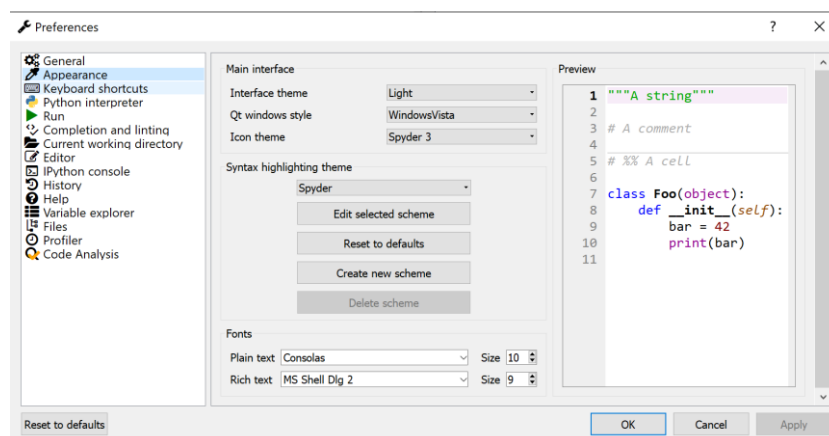 Preferences
?
General
Appearance
Keyboard shortcuts
Python interpreter
Run
Completion and linting
Current working directory
Editor
IPython console
History
Help
Variable explorer
Files
Profiler
Code Analysis
Main interface
Interface theme Light
Qt windows style WindowsVista
Icon theme Spyder 3
Syntax highlighting theme
Spyder
Edit selected scheme
Reset to defaults
Create new scheme
Delete scheme
Fonts
Plain text Consolas Size 10
Rich text MS Shell Dlg 2 Size 9
Preview
1 """A string"""
2
3 # A comment
4
5 # %% A cell
6
7 class Foo(object):
8 def __init__(self):
9 bar = 42
10 print(bar)
11
Reset to defaults
OK Cancel Apply